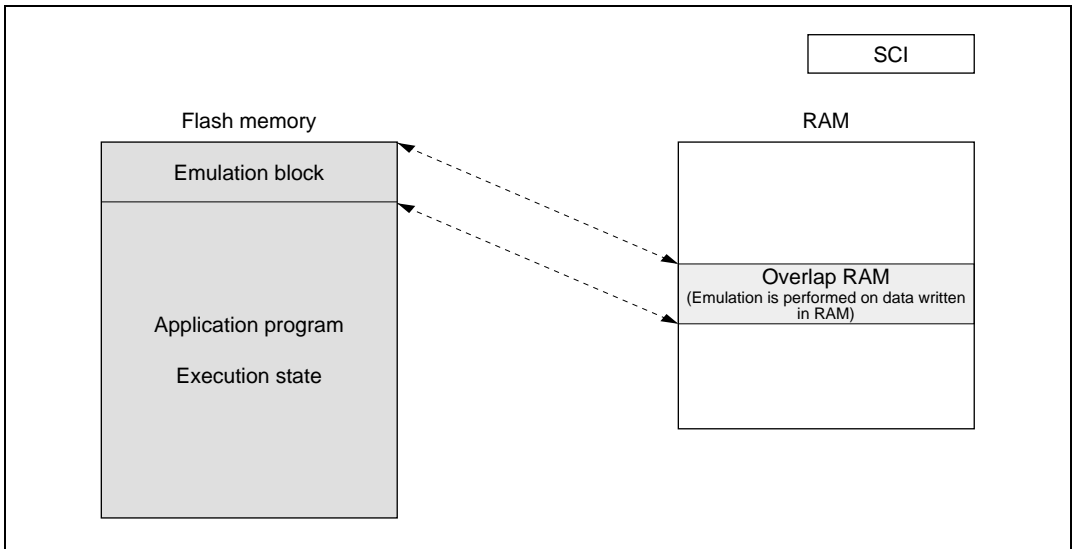 SCI
Flash memory
RAM
Emulation block
Overlap RAM
(Emulation is performed on data written
in RAM)
Application program
Execution state